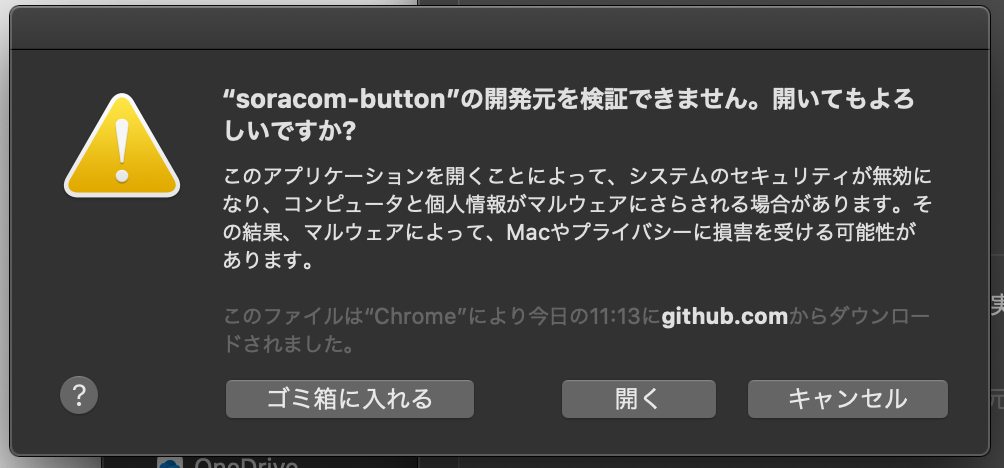 “soracom-button”の開発元を検証できません。開いてもよろ
しいですか?
このアプリケーションを開くことによって、システムのセキュリティが無効に
なり、コンピュータと個人情報がマルウェアにさらされる場合があります。そ
の結果、マルウェアによって、Macやプライバシーに損害を受ける可能性が
あります。
このファイルは“Chrome”により今日の11:13にgithub.comからダウンロー
ドされました。
実
?
ゴミ箱に入れる
開く
キャンセル
元
OneDrive